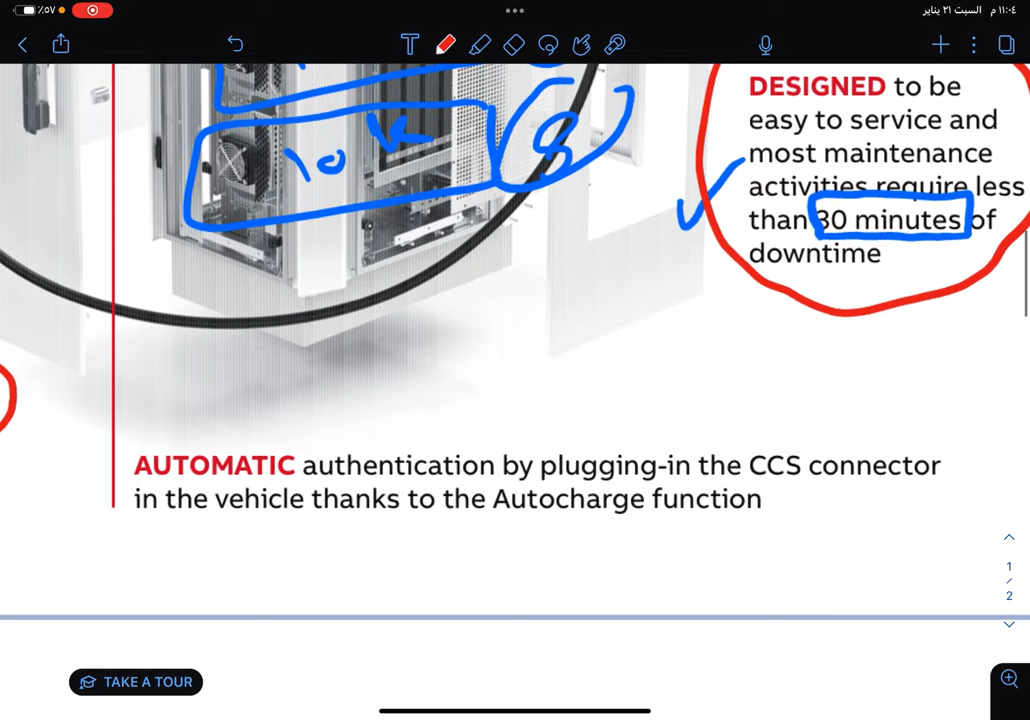 ٪٥٧
١١:٠٤ م السبت ٢١ يناير
T
DESIGNED to be
easy to service and
most maintenance
activities require less
than 30 minutes of
downtime
10 K
8
AUTOMATIC authentication by plugging-in the CCS connector
in the vehicle thanks to the Autocharge function
1
/
2
TAKE A TOUR